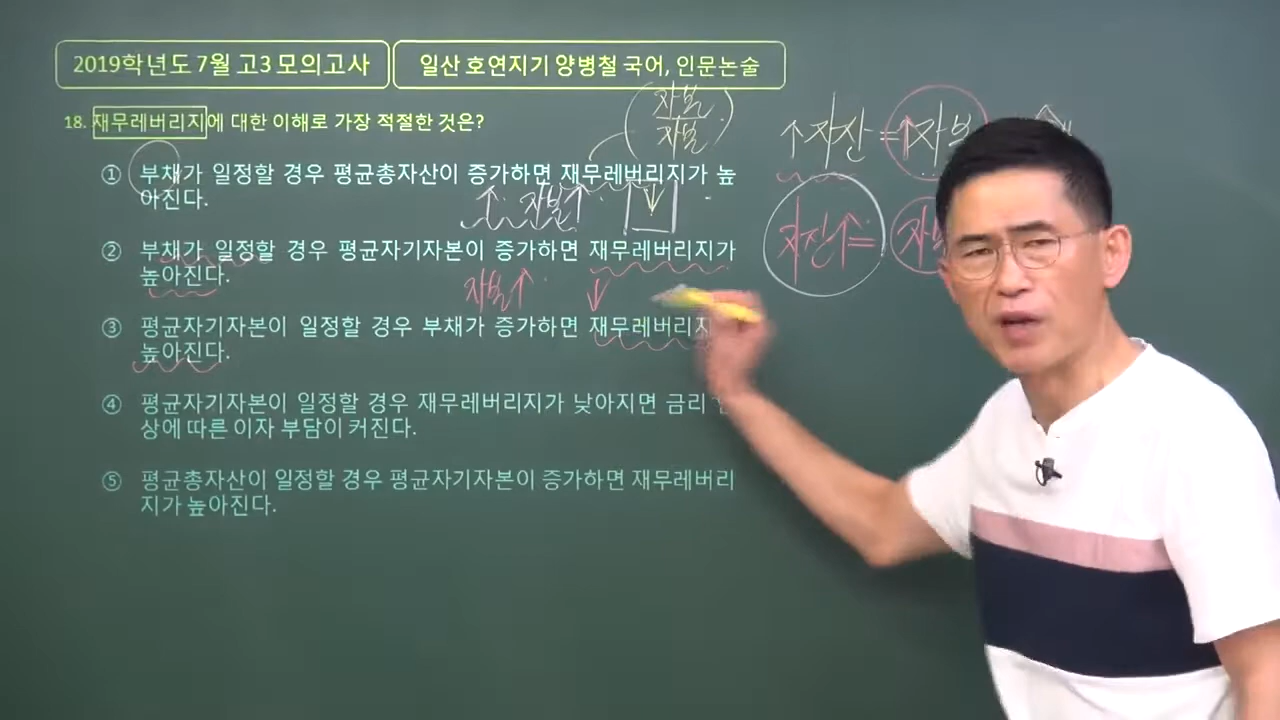 2019학년도 7월 고3 모의고사
일산 호연지기 양병철 국어, 인문논술
18. 재무레버리지에 대한 이해로 가장 적절한 것은?
① 부채가 일정할 경우 평균총자산이 증가하면 재무레버리지가 높
아진다.
② 부채가 일정할 경우 평균자기자본이 증가하면 재무레버리지가
높아진다.
③ 평균자기자본이 일정할 경우 부채가 증가하면 재무레버리지
높아진다.
④ 평균자기자본이 일정할 경우 재무레버리지가 낮아지면 금리
상에 따른 이자 부담이 커진다.
⑤ 평균총자산이 일정할 경우 평균자기자본이 증가하면 재무레버리
지가 높아진다.
↑자산=↑자본
↑ 자본↑ ↓
자산↑=
자본↑ ↓